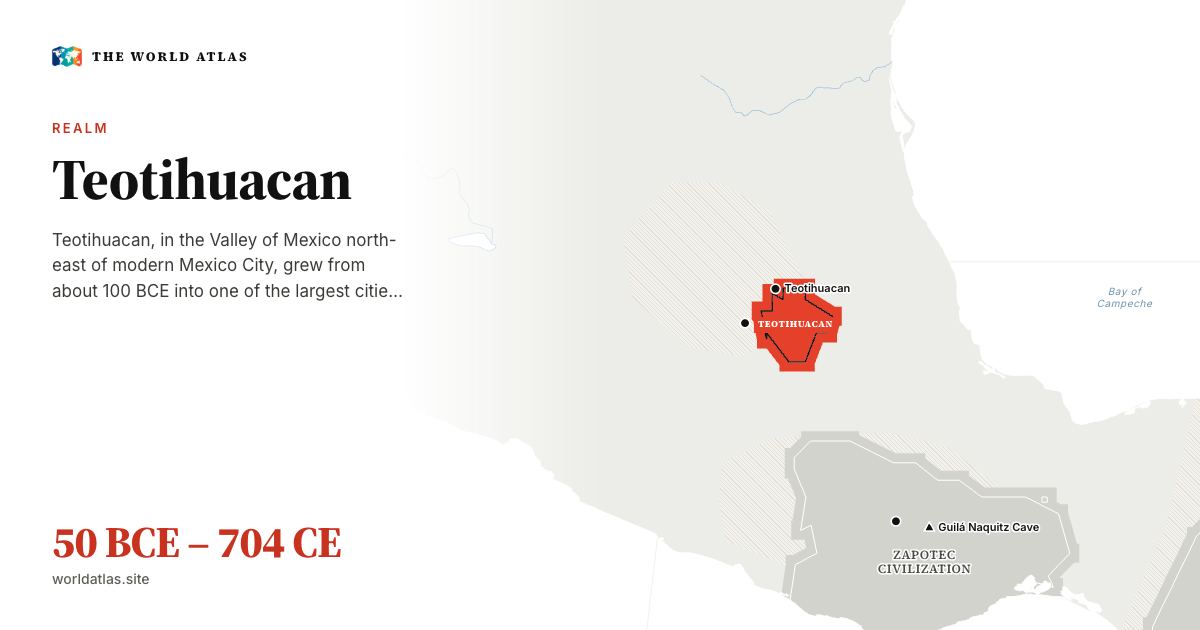 THE WORLD ATLAS
REALM
Teotihuacan
Teotihuacan, in the Valley of Mexico north-
east of modern Mexico City, grew from
about 100 BCE into one of the largest citie...
50 BCE – 704 CE
worldatlas.site
Teotihuacan
TEOTIHUACAN
Bay of
Campeche
Guilá Naquitz Cave
ZAPOTEC
CIVILIZATION